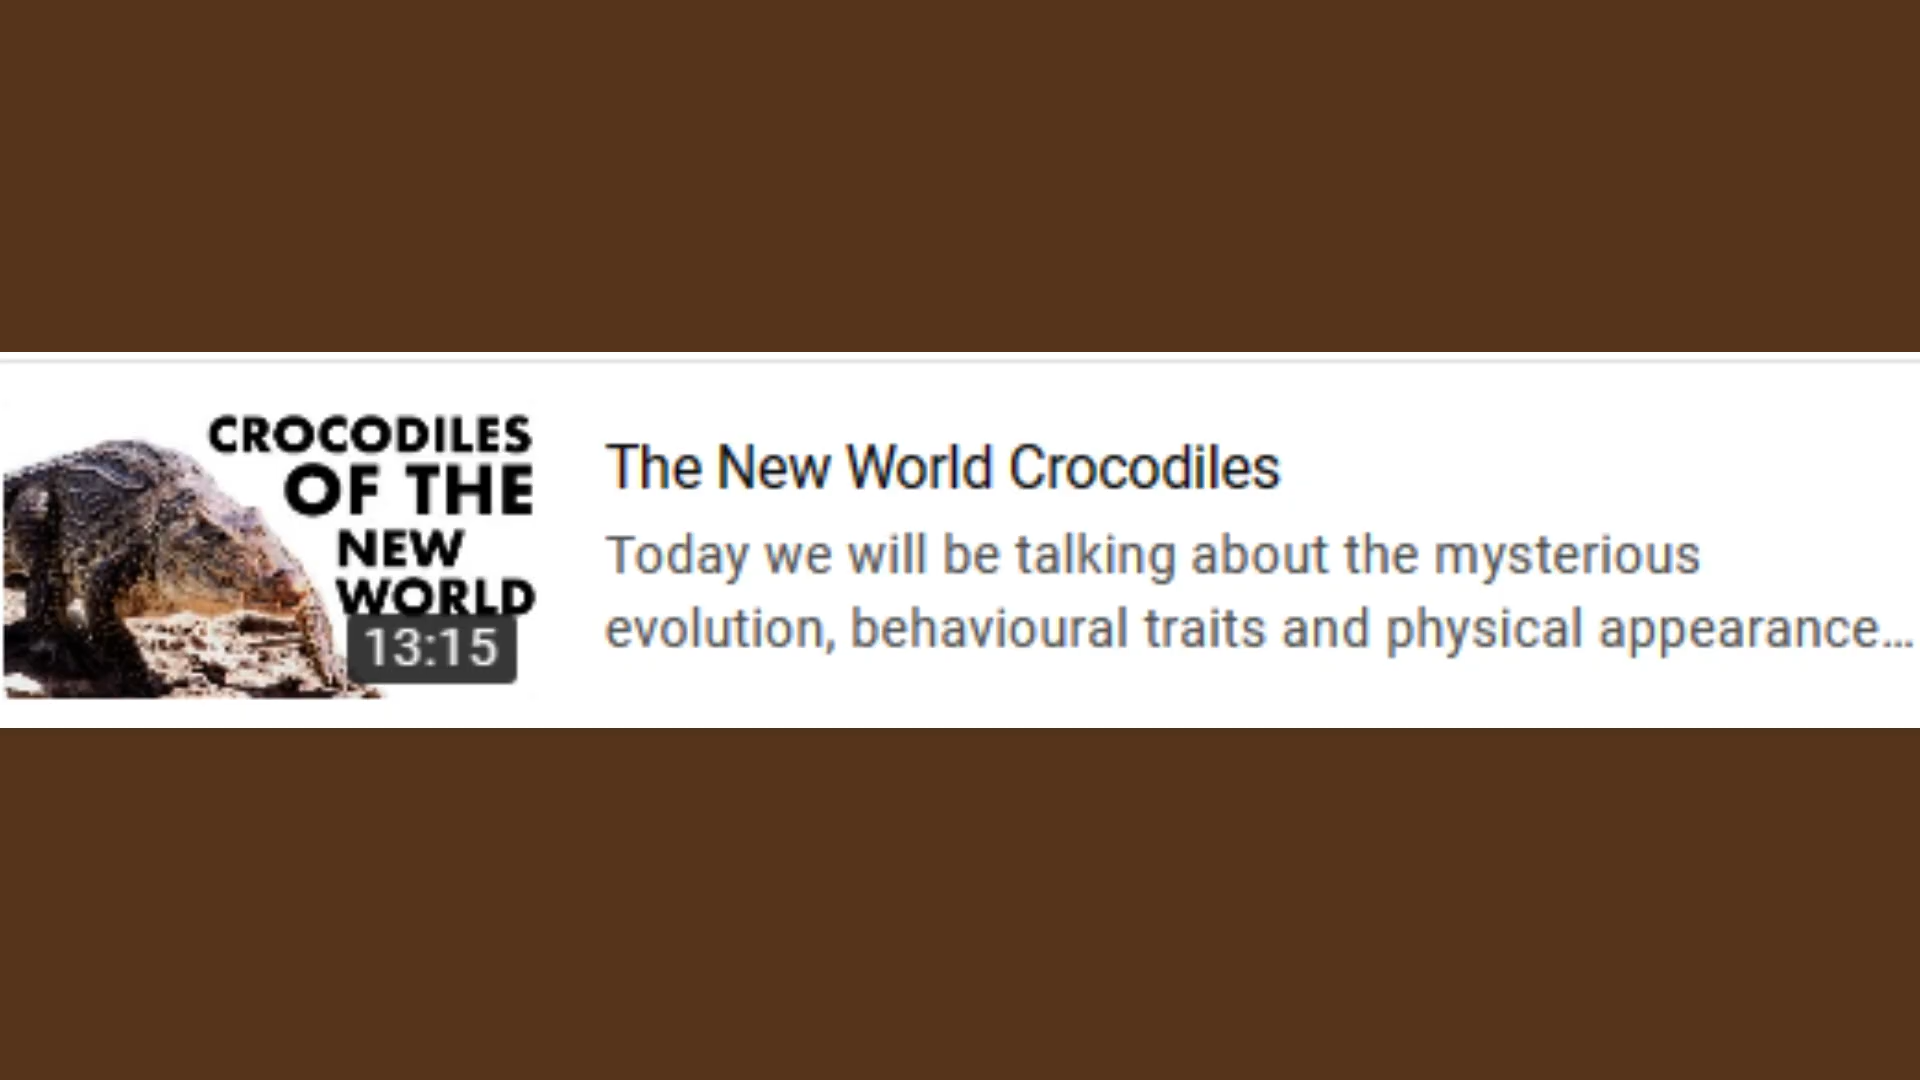 CROCODILES
OF THE
NEW
WORLD
13:15
The New World Crocodiles
Today we will be talking about the mysterious
evolution, behavioural traits and physical appearance...